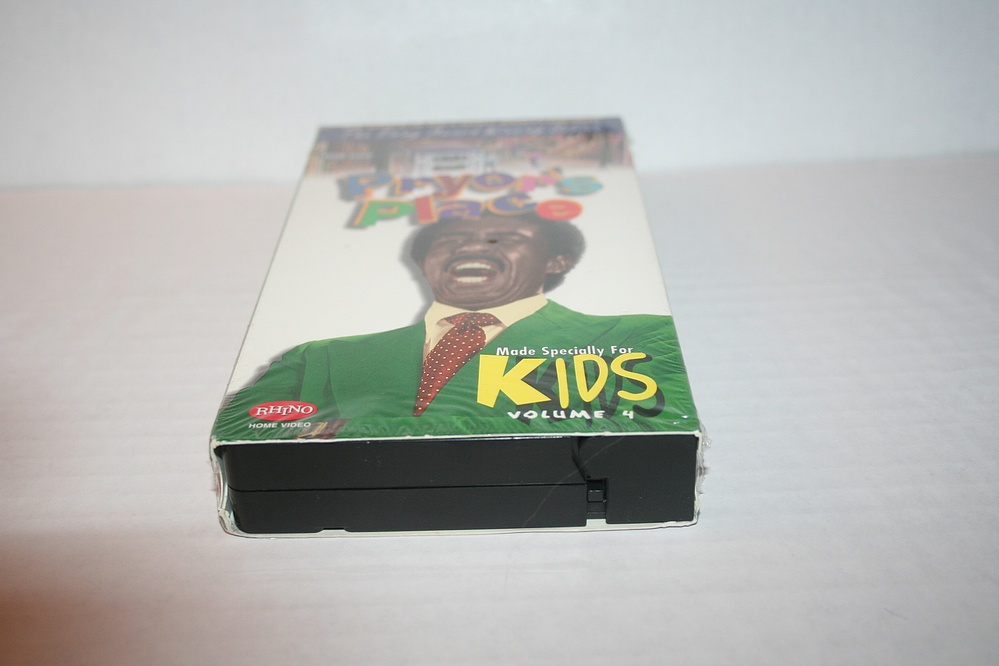 Pryor's
Place
Made Specially For
KIDS
VOLUME 4
RHINO
HOME VIDEO